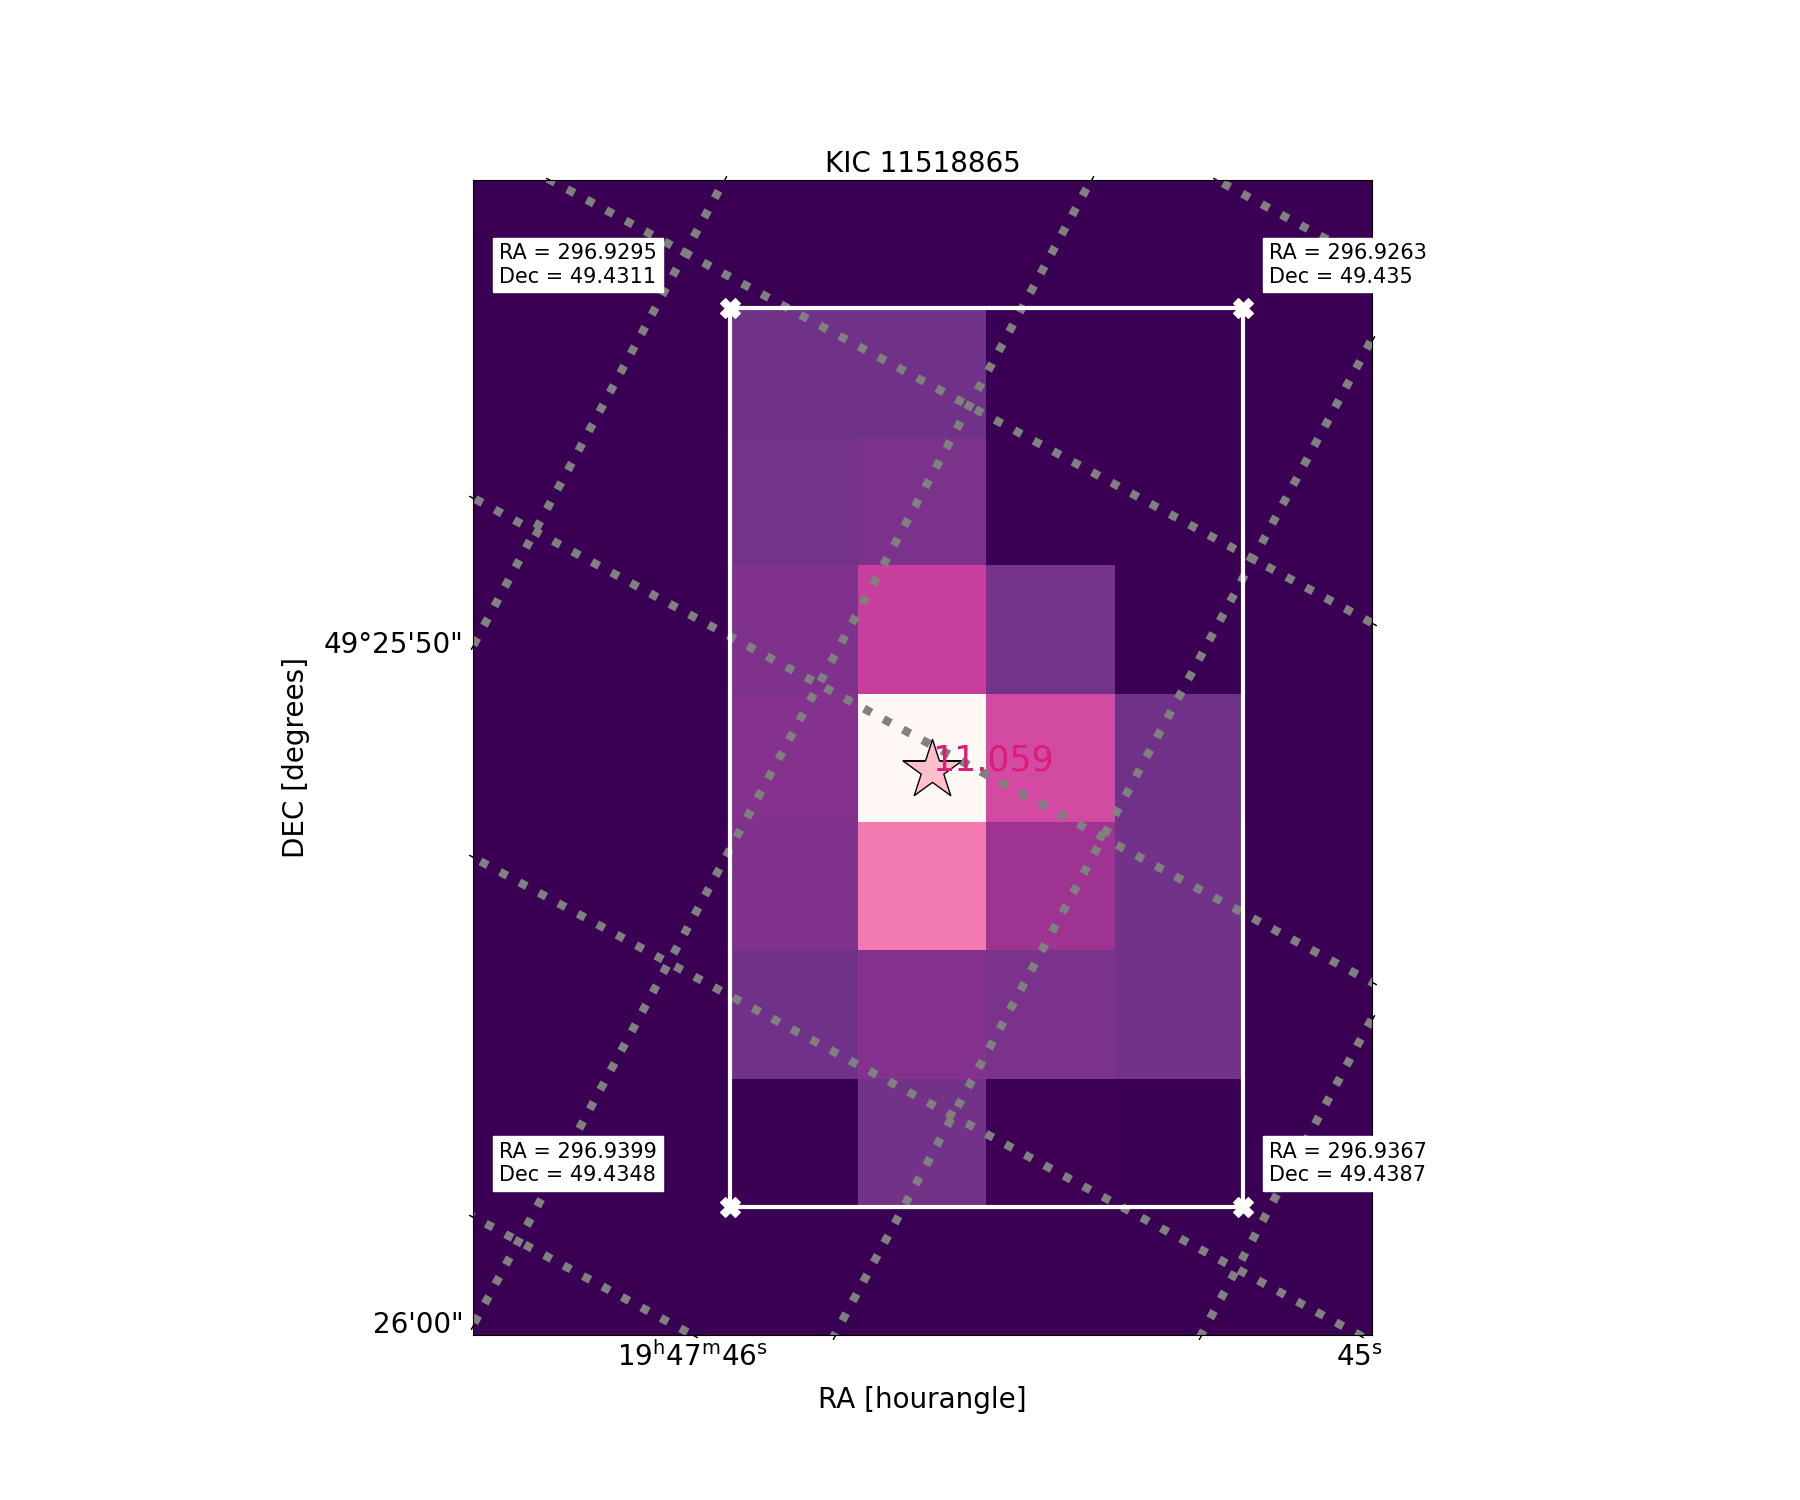 KIC 11518865
RA = 296.9295
Dec = 49.4311
RA = 296.9263
Dec = 49.435
49°25'50"
DEC [degrees]
11.059
RA = 296.9399
Dec = 49.4348
RA = 296.9367
Dec = 49.4387
26'00"
19ʰ47ᵐ46ˢ
45ˢ
RA [hourangle]